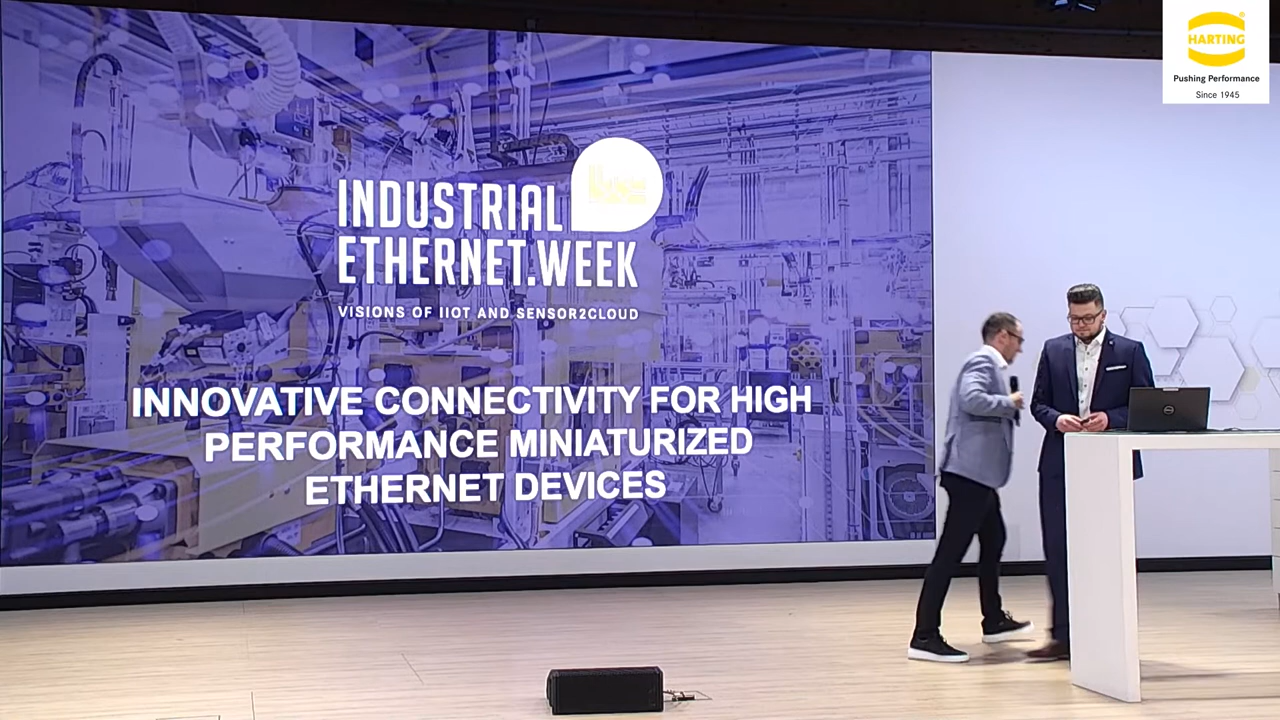 HARTING
Pushing Performance
Since 1945
INDUSTRIAL
ETHERNET.WEEK
VISIONS OF IIOT AND SENSOR2CLOUD
INNOVATIVE CONNECTIVITY FOR HIGH
PERFORMANCE MINIATURIZED
ETHERNET DEVICES
DELL